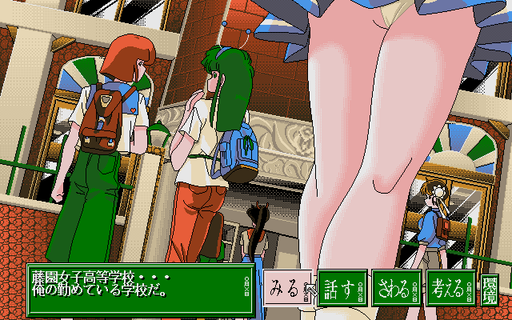 藤園女子高等学校・・・
俺の勤めている学校だ。
みる
話す
さわる
考える
環境